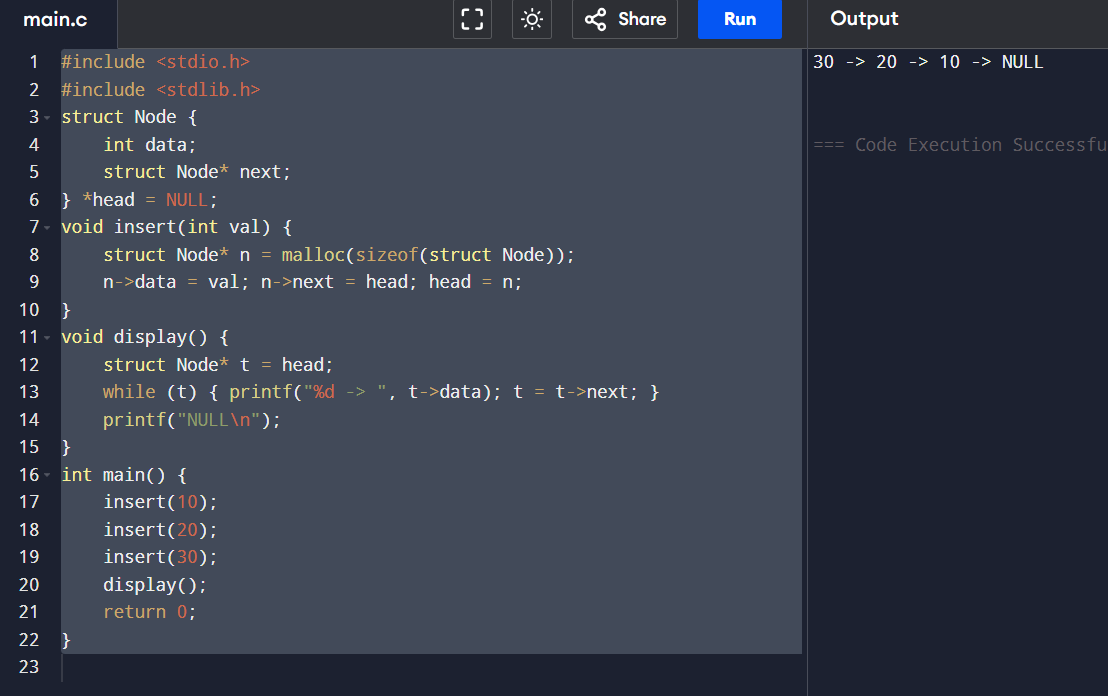 main.c
Share
Run
Output
1 #include <stdio.h>
2 #include <stdlib.h>
3 struct Node {
4     int data;
5     struct Node* next;
6 } *head = NULL;
7 void insert(int val) {
8     struct Node* n = malloc(sizeof(struct Node));
9     n->data = val; n->next = head; head = n;
10 }
11 void display() {
12     struct Node* t = head;
13     while (t) { printf("%d -> ", t->data); t = t->next; }
14     printf("NULL\n");
15 }
16 int main() {
17     insert(10);
18     insert(20);
19     insert(30);
20     display();
21     return 0;
22 }
23
30 -> 20 -> 10 -> NULL
=== Code Execution Successfu